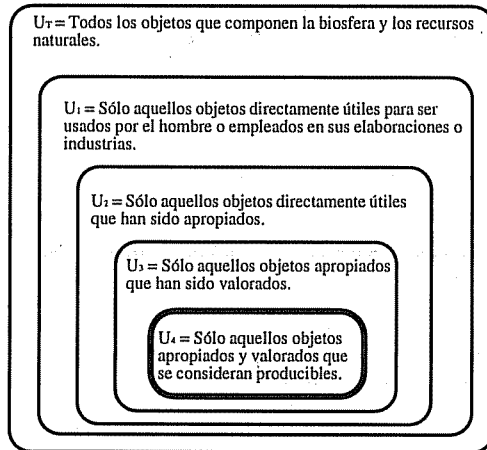 U_T = Todos los objetos que componen la biosfera y los recursos
naturales.
U₁ = Sólo aquellos objetos directamente útiles para ser
usados por el hombre o empleados en sus elaboraciones o
industrias.
U₂ = Sólo aquellos objetos directamente útiles
que han sido apropiados.
U₃ = Sólo aquellos objetos apropiados
que han sido valorados.
U₄ = Sólo aquellos objetos
apropiados y valorados que
se consideran producibles.